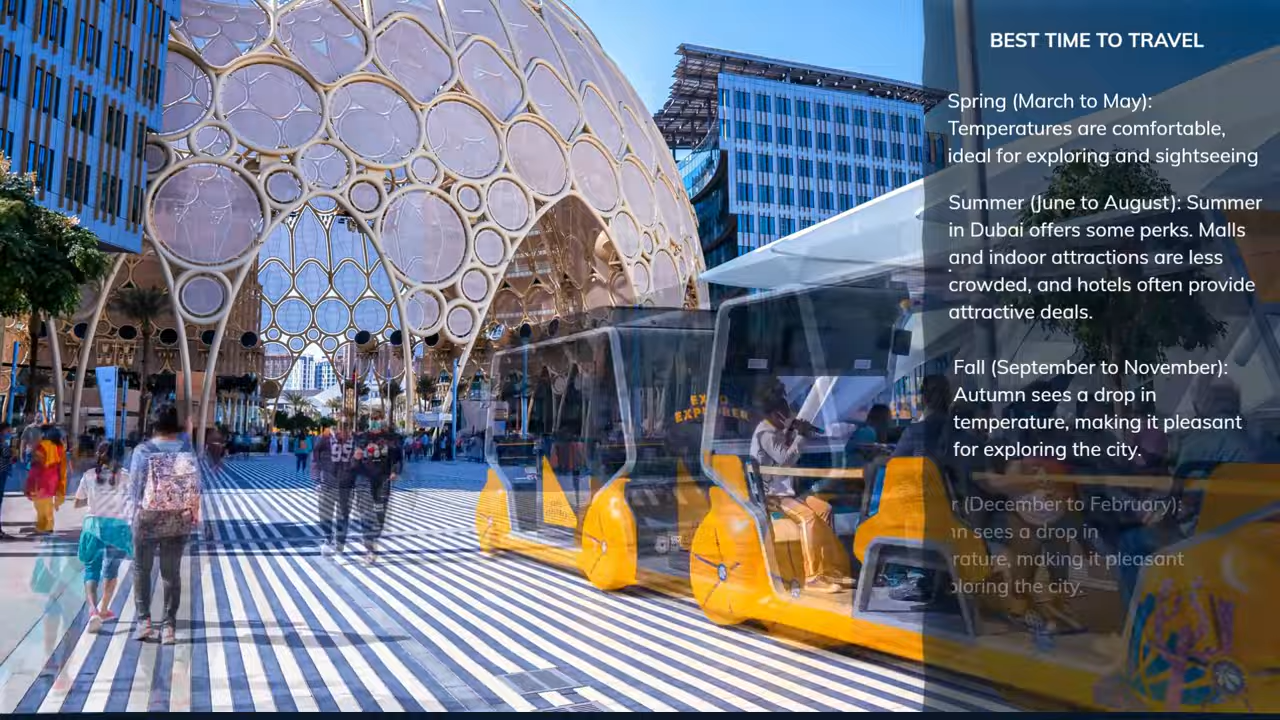 BEST TIME TO TRAVEL
Spring (March to May):
Temperatures are comfortable,
ideal for exploring and sightseeing
Summer (June to August): Summer
in Dubai offers some perks. Malls
and indoor attractions are less
crowded, and hotels often provide
attractive deals.
Fall (September to November):
Autumn sees a drop in
temperature, making it pleasant
for exploring the city.
r (December to February):
n sees a drop in
rature, making it pleasant
ploring the city.
EXPO
EXPLORER
95